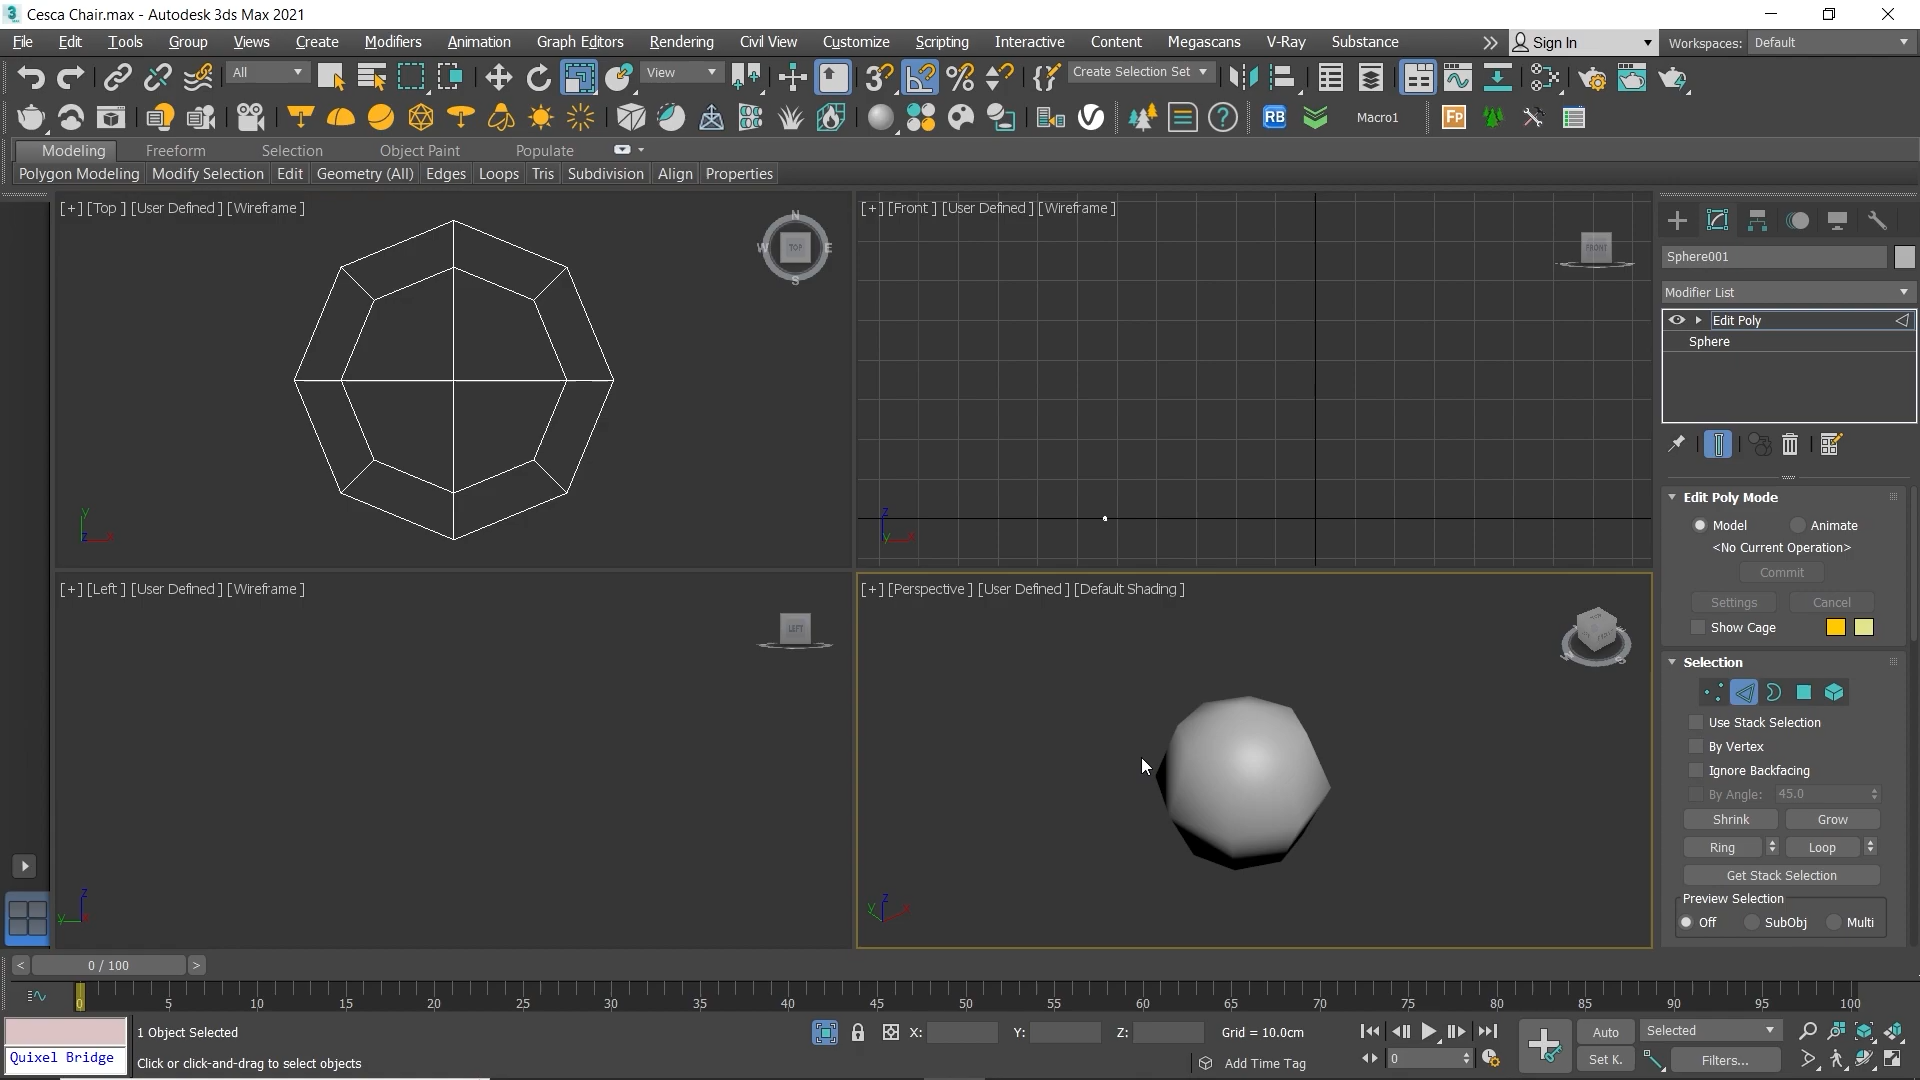 Cesca Chair.max - Autodesk 3ds Max 2021
File Edit Tools Group Views Create Modifiers Animation Graph Editors Rendering Civil View Customize Scripting Interactive Content Megascans V-Ray Substance Sign In Workspaces: Default
All View Create Selection Set
RB Macro1 Fp
Modeling Freeform Selection Object Paint Populate
Polygon Modeling Modify Selection Edit Geometry (All) Edges Loops Tris Subdivision Align Properties
[+] [Top ] [User Defined ] [Wireframe ]
N W E S TOP
y z x
[+] [Front ] [User Defined ] [Wireframe ]
FRONT
z y x
[+] [Left ] [User Defined ] [Wireframe ]
LEFT
z y x
[+] [Perspective ] [User Defined ] [Default Shading ]
z y x
Sphere001
Modifier List
Edit Poly
Sphere
Edit Poly Mode
Model Animate
<No Current Operation>
Commit
Settings Cancel
Show Cage
Selection
Use Stack Selection
By Vertex
Ignore Backfacing
By Angle: 45.0
Shrink Grow
Ring Loop
Get Stack Selection
Preview Selection
Off SubObj Multi
< 0 / 100 >
0 5 10 15 20 25 30 35 40 45 50 55 60 65 70 75 80 85 90 95 100
1 Object Selected X: Y: Z: Grid = 10.0cm Auto Selected
Quixel Bridge Click or click-and-drag to select objects Add Time Tag 0 Set K. Filters...